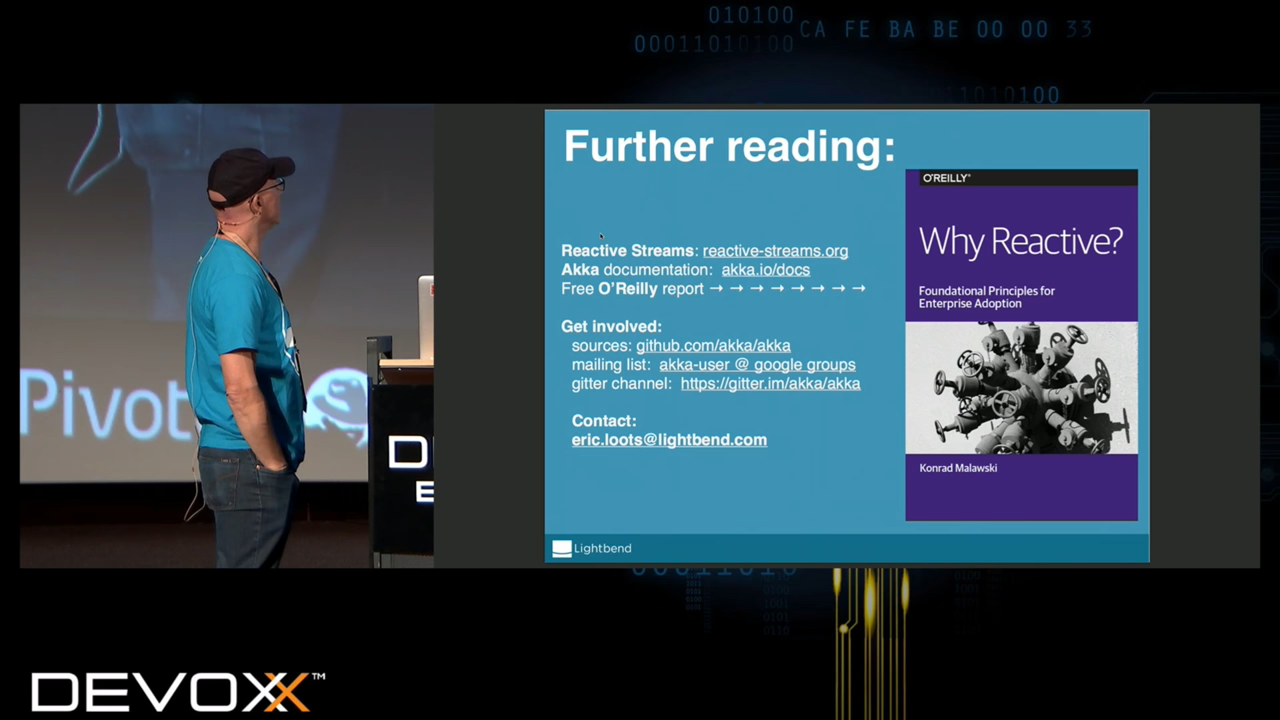 010100
00011010100
CA FE BA BE 00 00 33
11010100
Further reading:
Reactive Streams: reactive-streams.org
Akka documentation: akka.io/docs
Free O'Reilly report → → → → → → → →
Get involved:
sources: github.com/akka/akka
mailing list: akka-user @ google groups
gitter channel: https://gitter.im/akka/akka
Contact:
eric.loots@lightbend.com
Lightbend
O'REILLY®
Why Reactive?
Foundational Principles for
Enterprise Adoption
Konrad Malawski
DEVOXX™